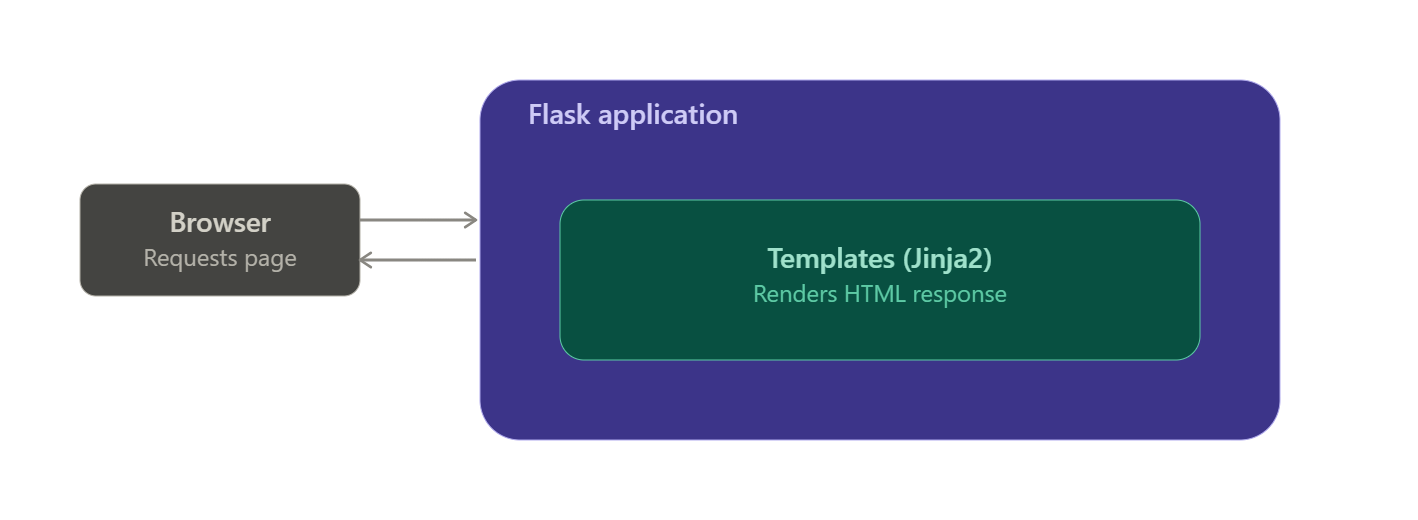 Flask application
Browser
Requests page
Templates (Jinja2)
Renders HTML response